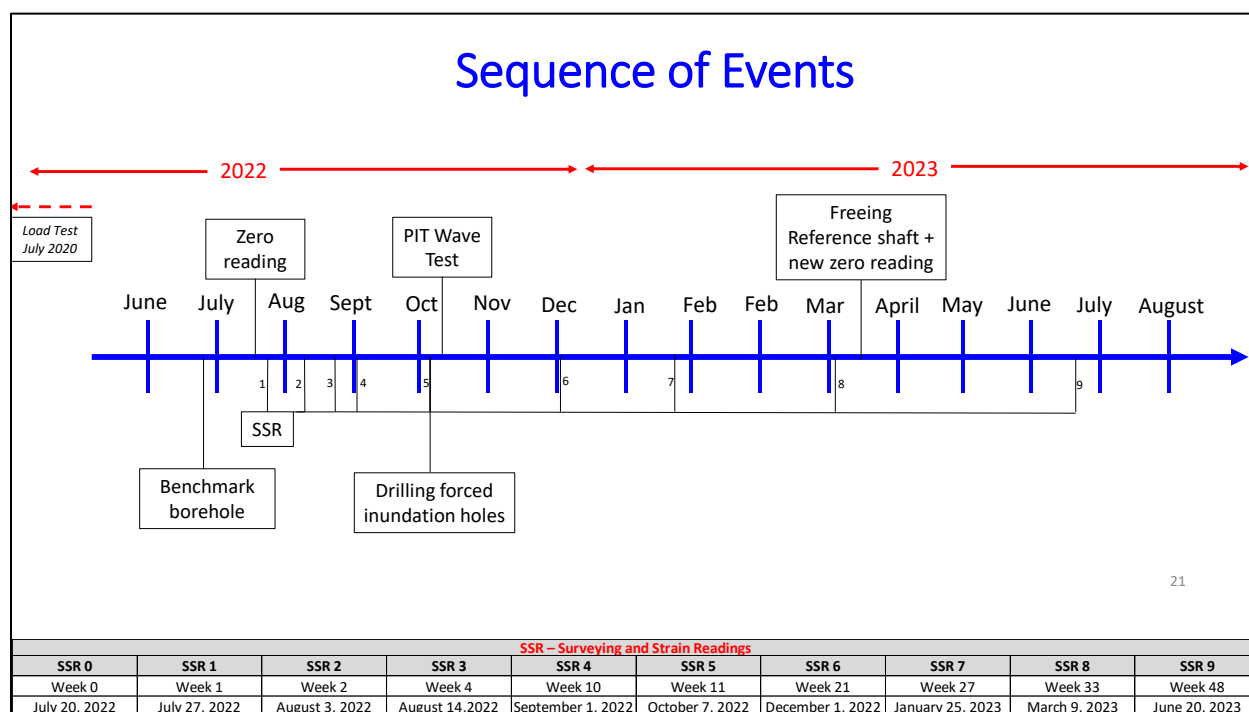 Sequence of Events
2022
2023
Load Test
July 2020
Zero
reading
PIT Wave
Test
Freeing
Reference shaft +
new zero reading
June July Aug Sept Oct Nov Dec Jan Feb Feb Mar April May June July August
1 2 3 4 5 6 7 8 9
SSR
Benchmark
borehole
Drilling forced
inundation holes
21
SSR – Surveying and Strain Readings
SSR 0 SSR 1 SSR 2 SSR 3 SSR 4 SSR 5 SSR 6 SSR 7 SSR 8 SSR 9
Week 0 Week 1 Week 2 Week 4 Week 10 Week 11 Week 21 Week 27 Week 33 Week 48
July 20, 2022 July 27, 2022 August 3, 2022 August 14,2022 September 1, 2022 October 7, 2022 December 1, 2022 January 25, 2023 March 9, 2023 June 20, 2023